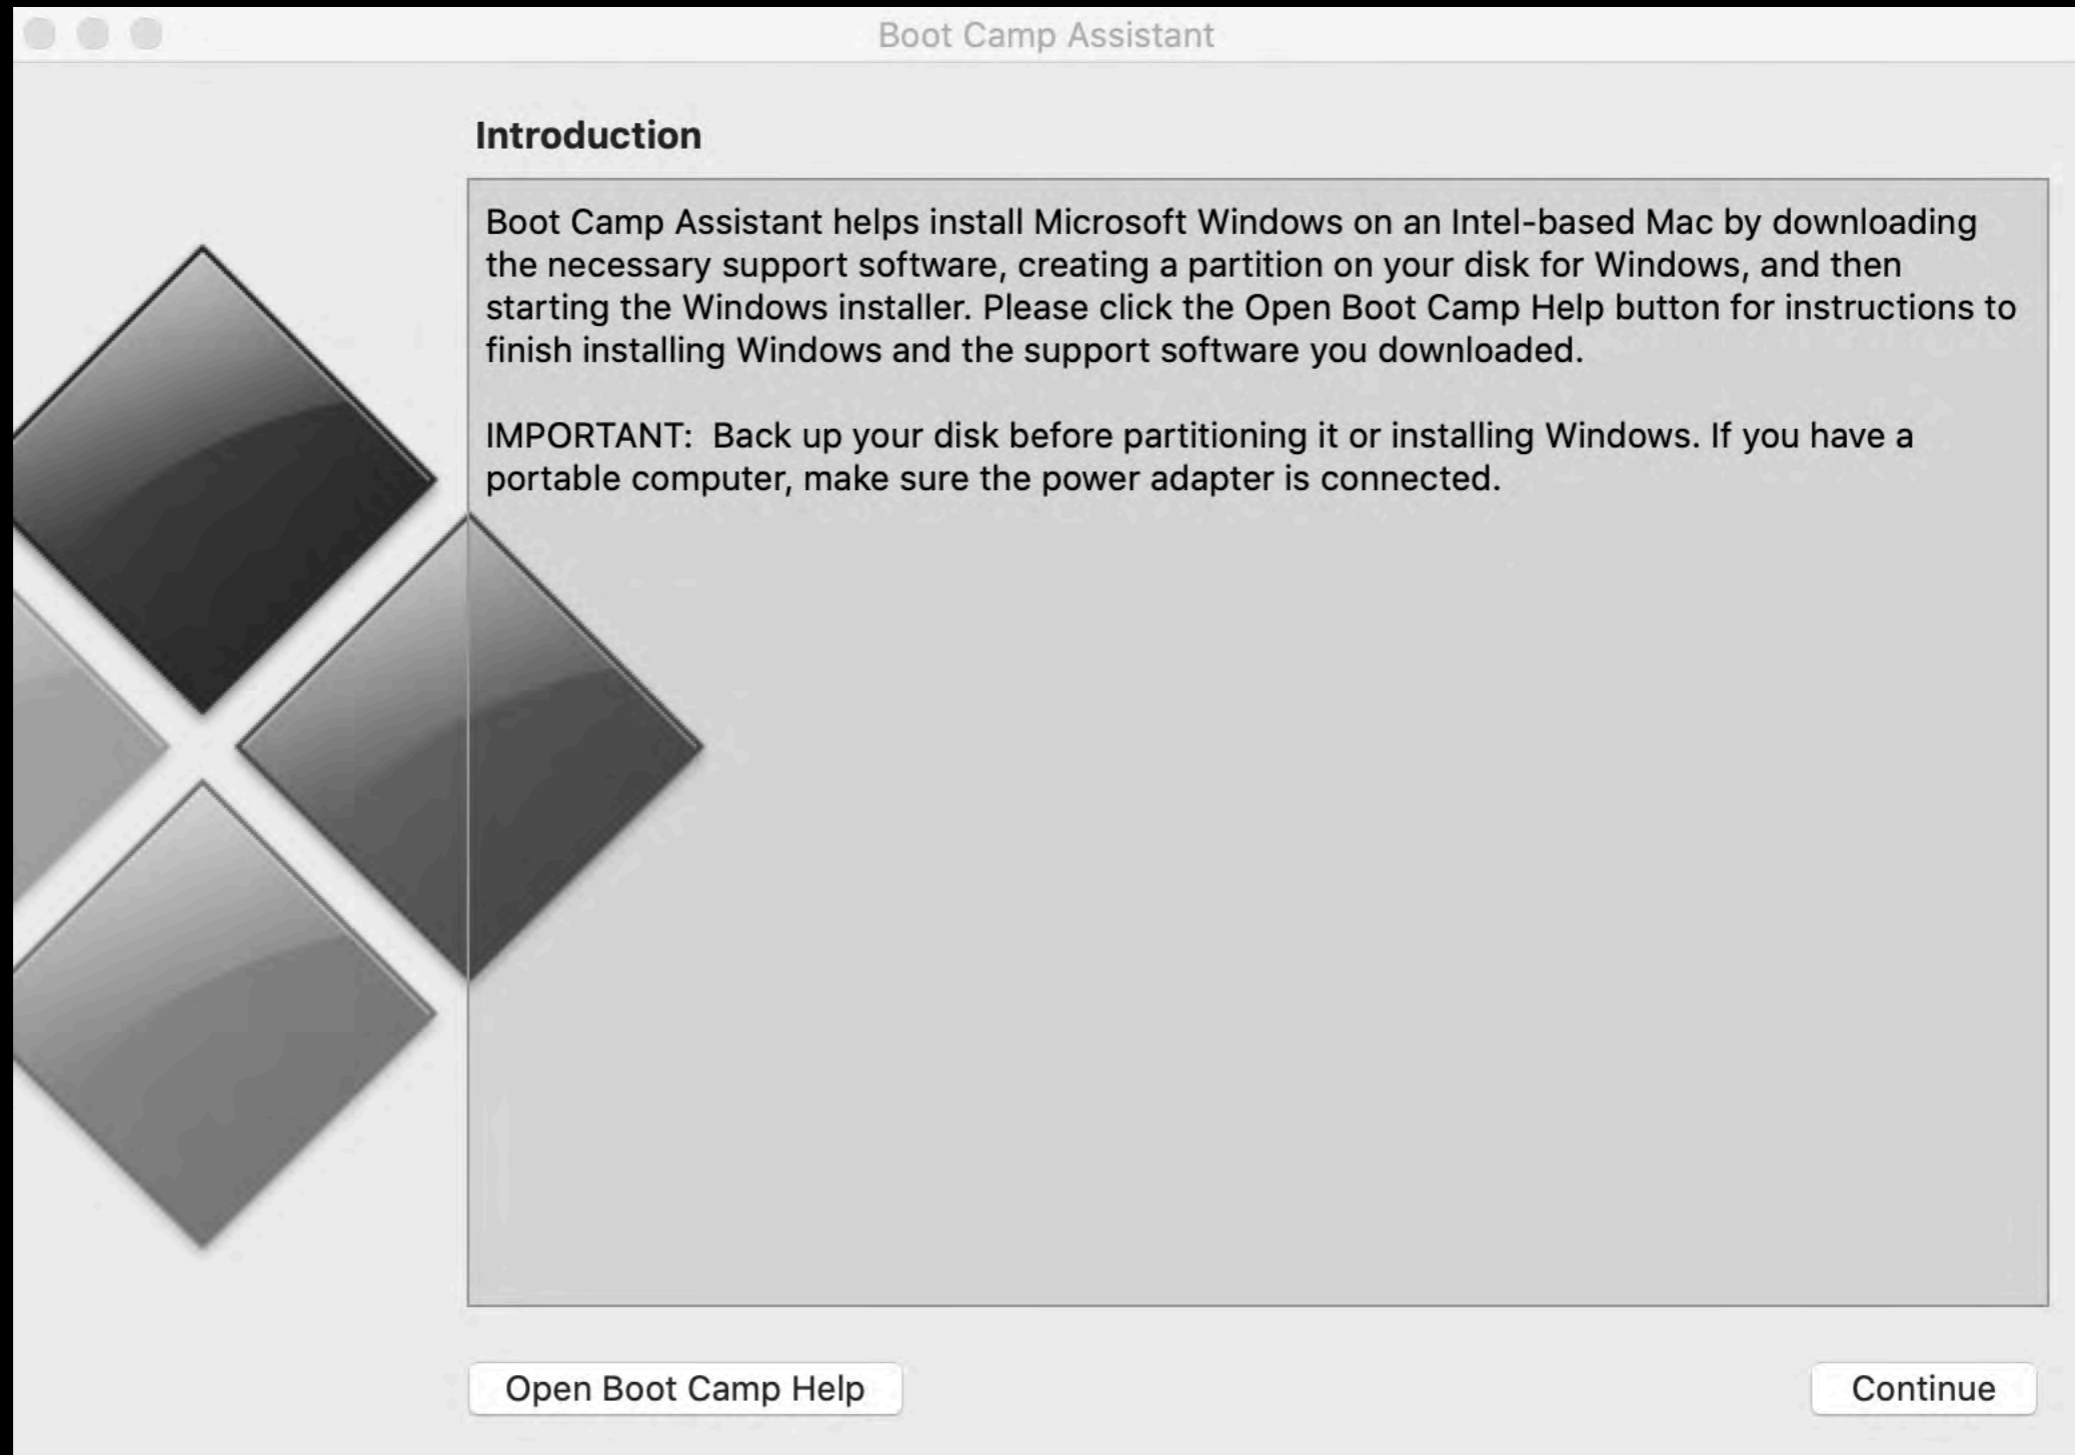 Boot Camp Assistant
Introduction
Boot Camp Assistant helps install Microsoft Windows on an Intel-based Mac by downloading
the necessary support software, creating a partition on your disk for Windows, and then
starting the Windows installer. Please click the Open Boot Camp Help button for instructions to
finish installing Windows and the support software you downloaded.
IMPORTANT:  Back up your disk before partitioning it or installing Windows. If you have a
portable computer, make sure the power adapter is connected.
Open Boot Camp Help
Continue